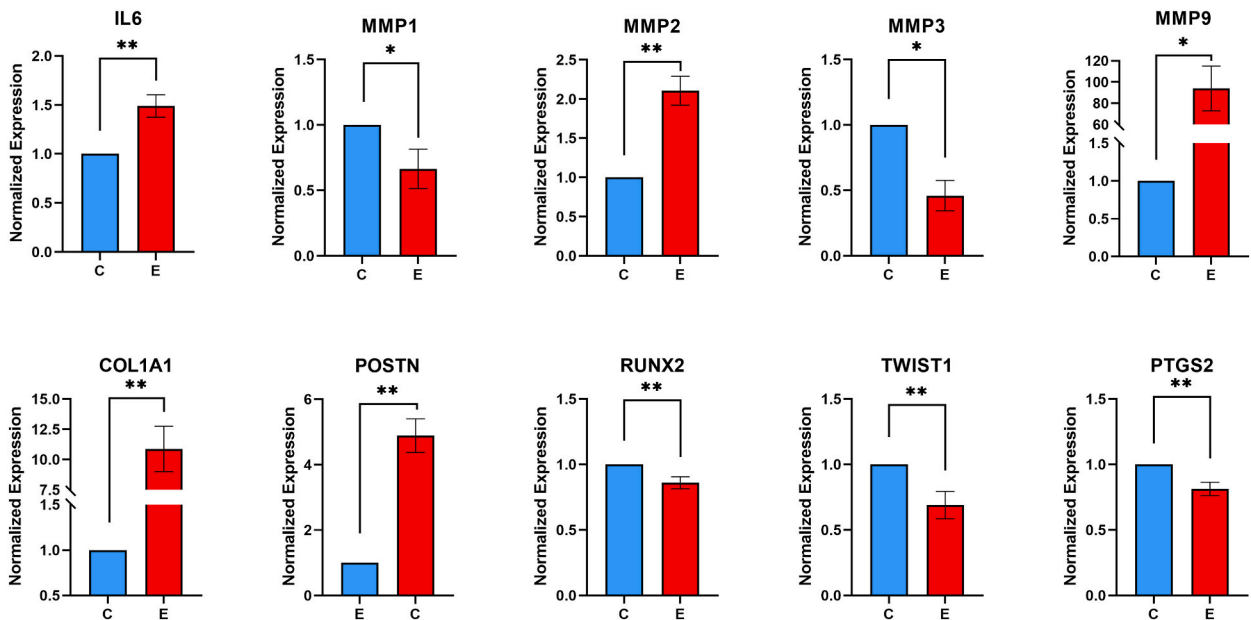 IL6
**
Normalized Expression
2.0
1.5
1.0
0.5
0.0
C E
MMP1
*
Normalized Expression
1.5
1.0
0.5
0.0
C E
MMP2
**
Normalized Expression
2.5
2.0
1.5
1.0
0.5
0.0
C E
MMP3
*
Normalized Expression
1.5
1.0
0.5
0.0
C E
MMP9
*
Normalized Expression
120
100
80
60
1.5
1.0
0.5
0.0
C E
COL1A1
**
Normalized Expression
15.0
12.5
10.0
7.5
1.5
1.0
0.5
C E
POSTN
**
Normalized Expression
6
4
2
0
E C
RUNX2
**
Normalized Expression
1.5
1.0
0.5
0.0
C E
TWIST1
**
Normalized Expression
1.5
1.0
0.5
0.0
C E
PTGS2
**
Normalized Expression
1.5
1.0
0.5
0.0
C E